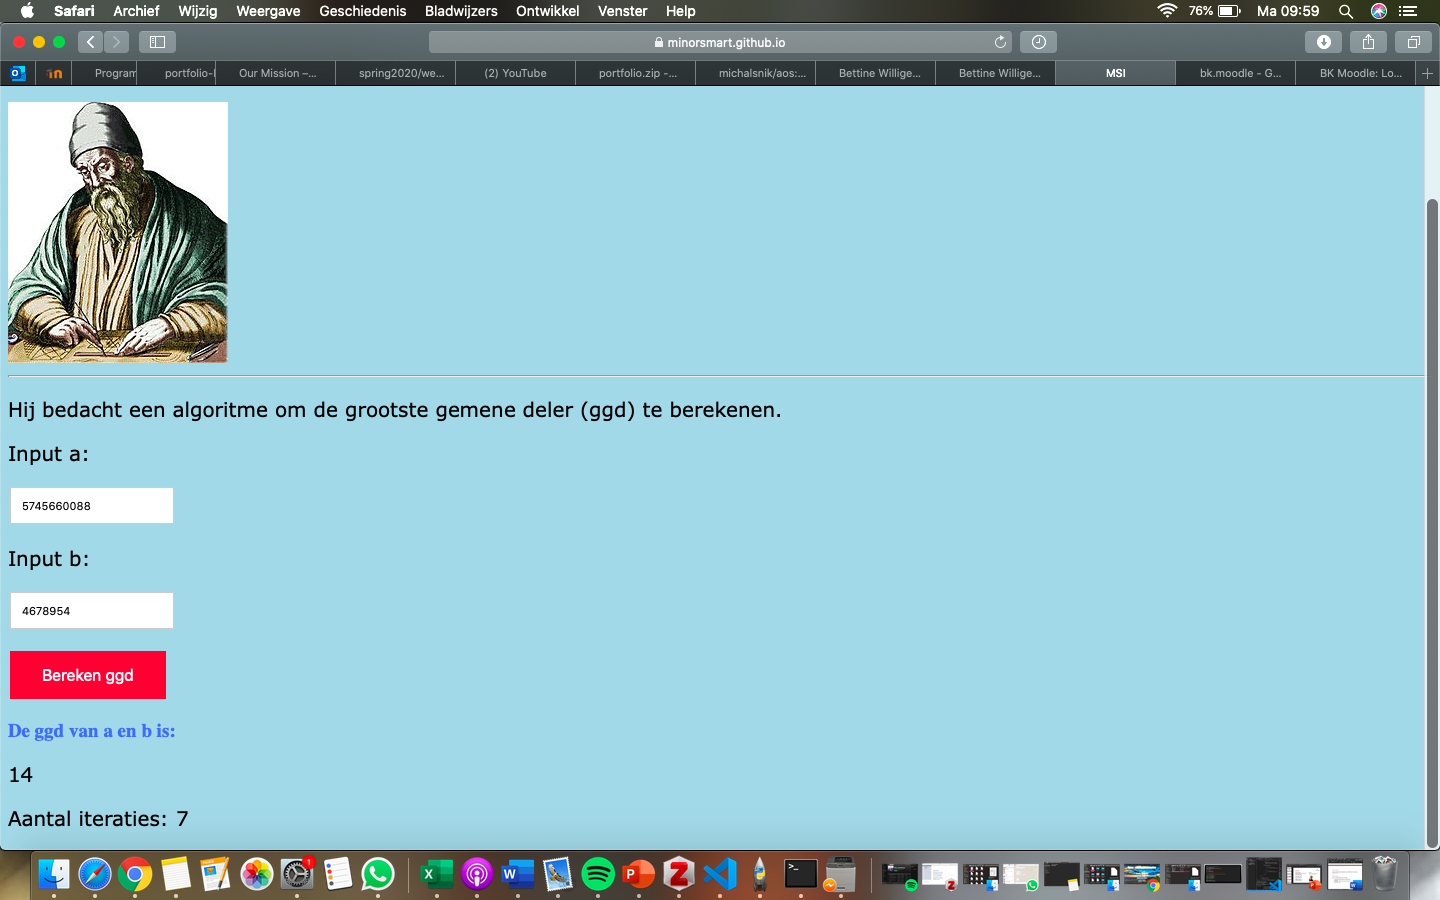 Safari Archief Wijzig Weergave Geschiedenis Bladwijzers Ontwikkel Venster Help 76% Ma 09:59
minorsmart.github.io
Program portfolio-l Our Mission –... spring2020/we... (2) YouTube portfolio.zip -... michalsnik/aos:... Bettine Willige... Bettine Willige... MSI bk.moodle - G... BK Moodle: Lo...
Hij bedacht een algoritme om de grootste gemene deler (ggd) te berekenen.
Input a:
5745660088
Input b:
4678954
Bereken ggd
De ggd van a en b is:
14
Aantal iteraties: 7